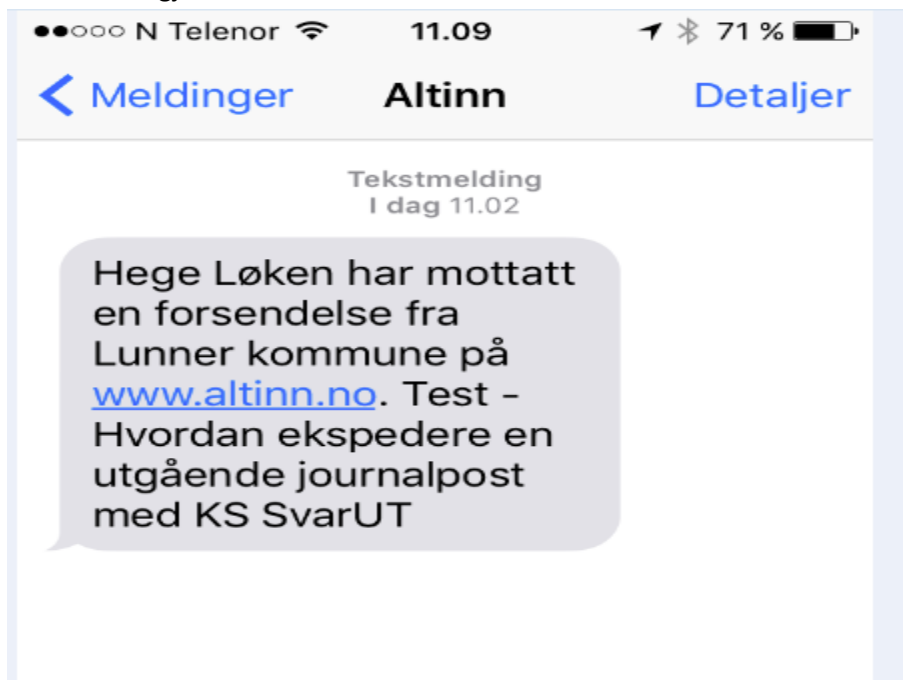 N Telenor 11.09 71 %
Meldinger Altinn Detaljer
Tekstmelding
I dag 11.02
Hege Løken har mottatt
en forsendelse fra
Lunner kommune på
www.altinn.no. Test -
Hvordan ekspedere en
utgående journalpost
med KS SvarUT